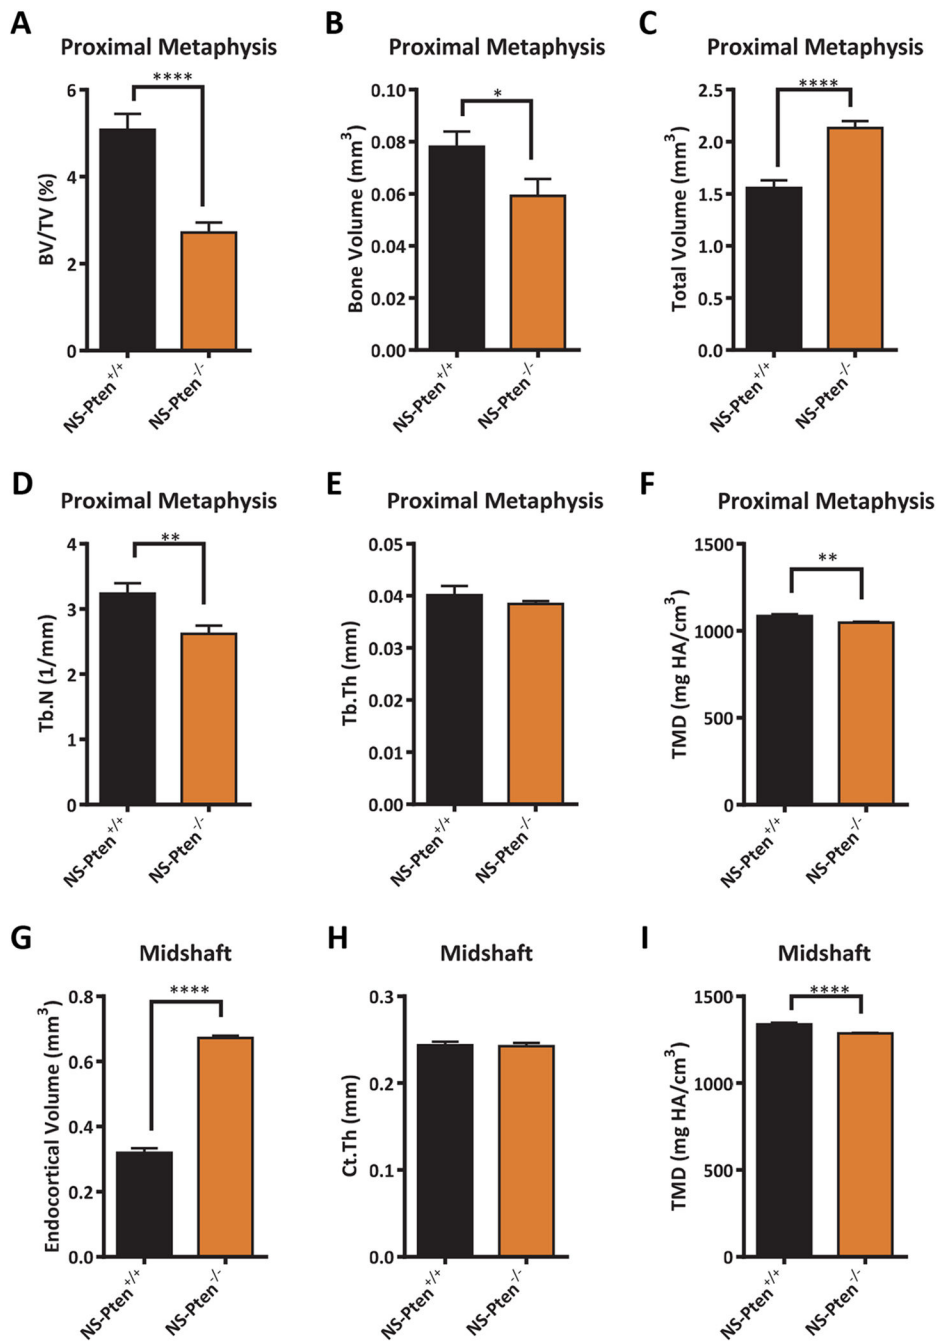 A
Proximal Metaphysis
****
BV/TV (%)
6
4
2
0
NS-Pten+/+
NS-Pten-/-
B
Proximal Metaphysis
*
Bone Volume (mm3)
0.10
0.08
0.06
0.04
0.02
0.00
NS-Pten+/+
NS-Pten-/-
C
Proximal Metaphysis
****
Total Volume (mm3)
2.5
2.0
1.5
1.0
0.5
0.0
NS-Pten+/+
NS-Pten-/-
D
Proximal Metaphysis
**
Tb.N (1/mm)
4
3
2
1
0
NS-Pten+/+
NS-Pten-/-
E
Proximal Metaphysis
Tb.Th (mm)
0.05
0.04
0.03
0.02
0.01
0.00
NS-Pten+/+
NS-Pten-/-
F
Proximal Metaphysis
**
TMD (mg HA/cm3)
1500
1000
500
0
NS-Pten+/+
NS-Pten-/-
G
Midshaft
****
Endocortical Volume (mm3)
0.8
0.6
0.4
0.2
0.0
NS-Pten+/+
NS-Pten-/-
H
Midshaft
Ct.Th (mm)
0.3
0.2
0.1
0.0
NS-Pten+/+
NS-Pten-/-
I
Midshaft
****
TMD (mg HA/cm3)
1500
1000
500
0
NS-Pten+/+
NS-Pten-/-